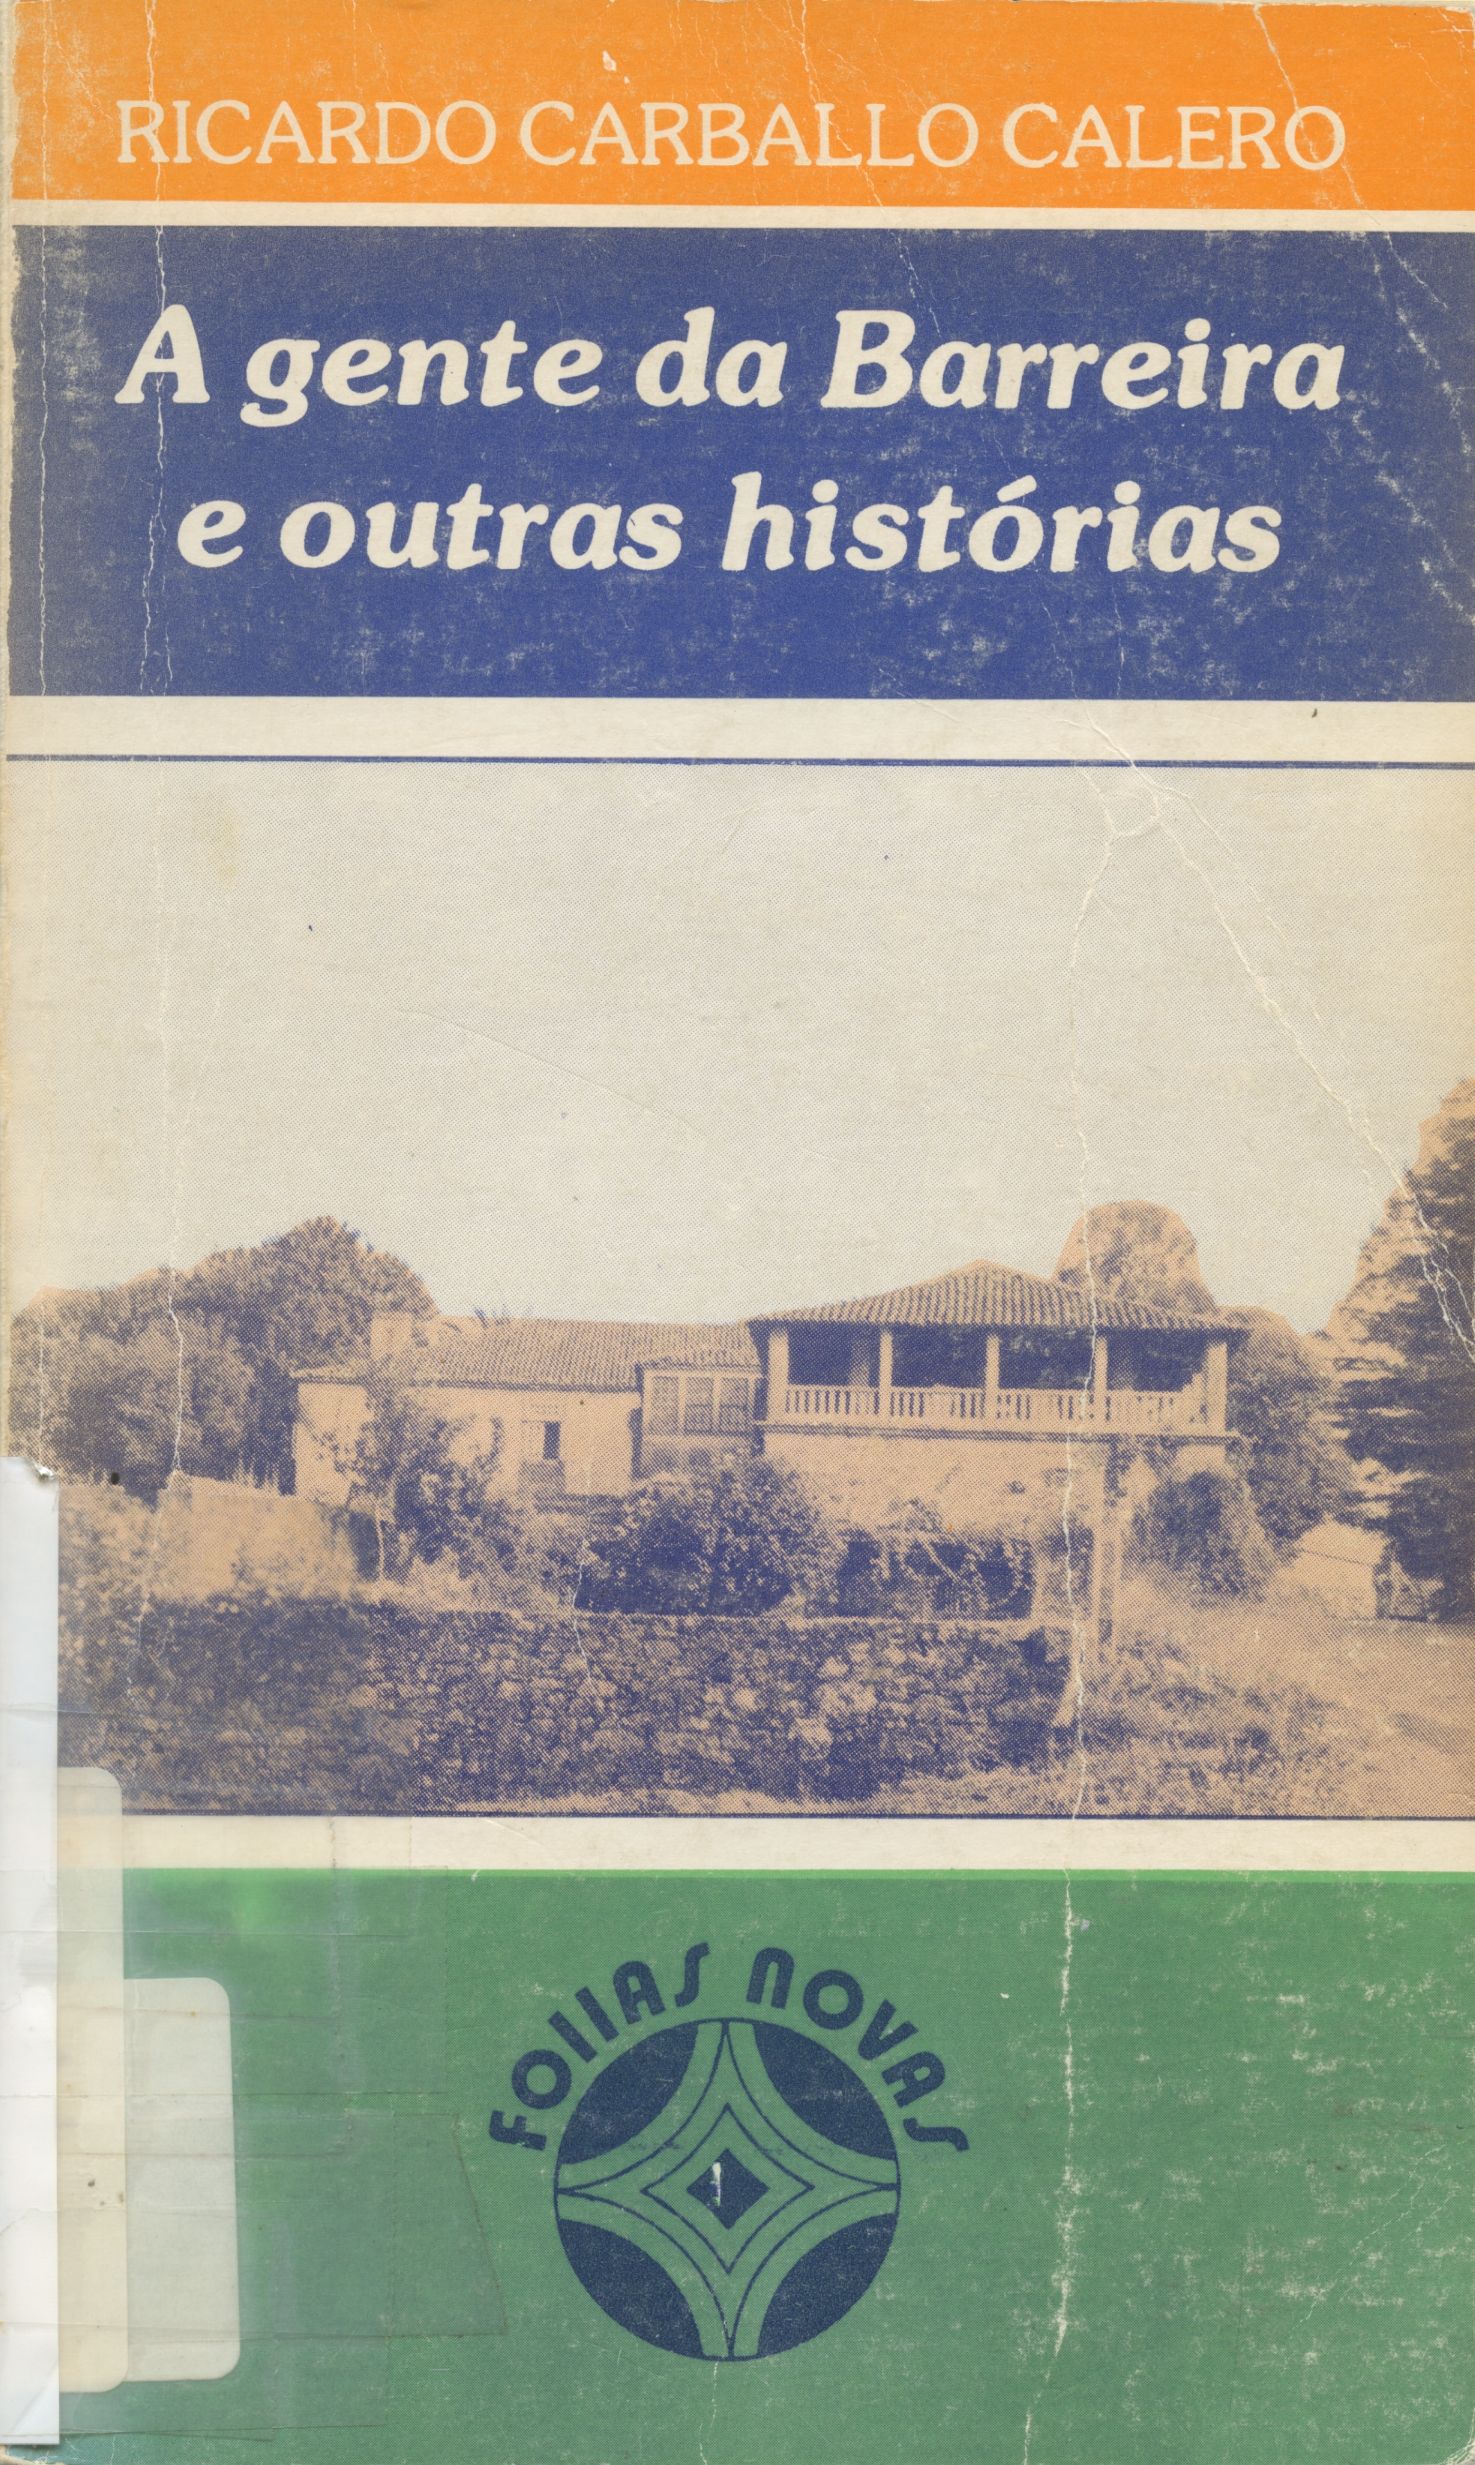 RICARDO CARBALLO CALERO
A gente da Barreira
e outras histórias
FOLLAS NOVAS